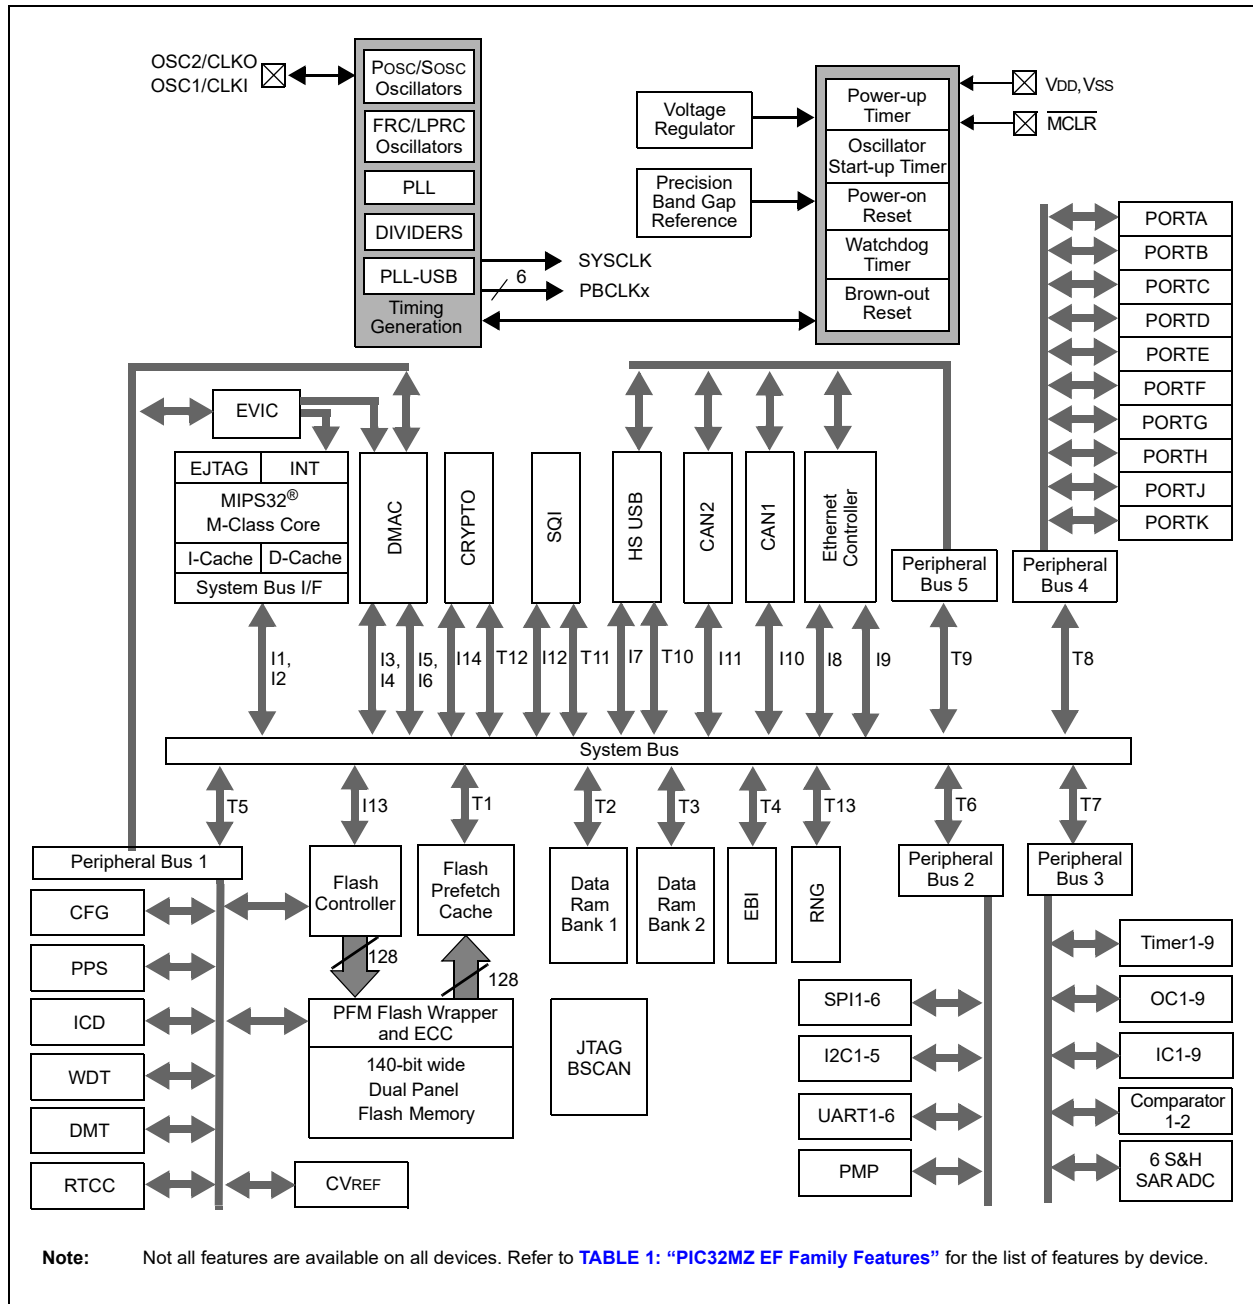 OSC2/CLKO
OSC1/CLKI
POSC/SOSC
Oscillators
FRC/LPRC
Oscillators
PLL
DIVIDERS
PLL-USB
Timing
Generation
6
SYSCLK
PBCLKx
Voltage
Regulator
Precision
Band Gap
Reference
Power-up
Timer
Oscillator
Start-up Timer
Power-on
Reset
Watchdog
Timer
Brown-out
Reset
VDD, VSS
MCLR
PORTA
PORTB
PORTC
PORTD
PORTE
PORTF
PORTG
PORTH
PORTJ
PORTK
EVIC
EJTAG
INT
MIPS32®
M-Class Core
I-Cache
D-Cache
System Bus I/F
DMAC
CRYPTO
SQI
HS USB
CAN2
CAN1
Ethernet
Controller
Peripheral
Bus 5
Peripheral
Bus 4
I1,
I2
I3,
I4
I5,
I6
I14
T12
I12
T11
I7
T10
I11
I10
I8
I9
T9
T8
System Bus
T5
I13
T1
T2
T3
T4
T13
T6
T7
Peripheral Bus 1
Flash
Controller
Flash
Prefetch
Cache
Data
Ram
Bank 1
Data
Ram
Bank 2
EBI
RNG
Peripheral
Bus 2
Peripheral
Bus 3
CFG
PPS
ICD
WDT
DMT
RTCC
128
128
PFM Flash Wrapper
and ECC
140-bit wide
Dual Panel
Flash Memory
CVREF
JTAG
BSCAN
SPI1-6
I2C1-5
UART1-6
PMP
Timer1-9
OC1-9
IC1-9
Comparator
1-2
6 S&H
SAR ADC
Note: Not all features are available on all devices. Refer to TABLE 1: “PIC32MZ EF Family Features” for the list of features by device.